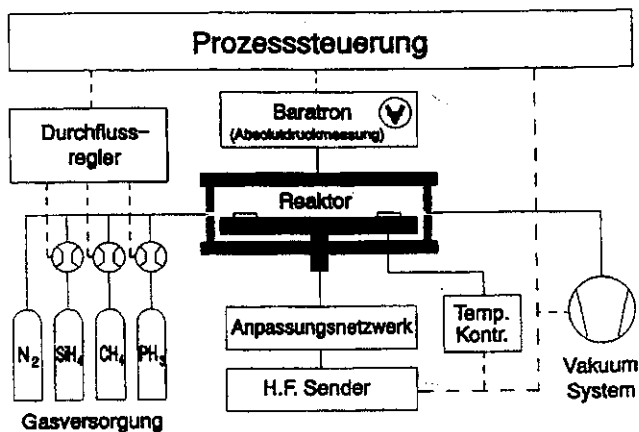 Prozesssteuerung
Baratron
(Absolutdruckmessung)
Durchfluss-
regler
Reaktor
N₂
SiH₄
CH₄
PH₃
Gasversorgung
Anpassungsnetzwerk
H.F. Sender
Temp.
Kontr.
Vakuum
System